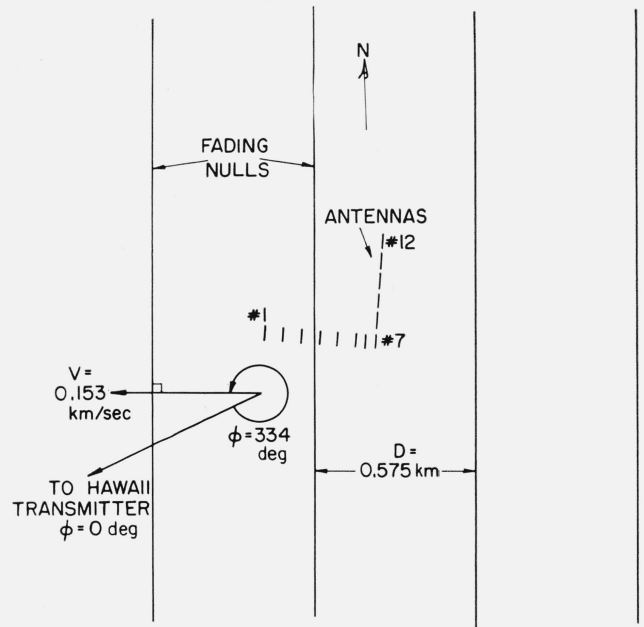 N
FADING
NULLS
ANTENNAS
#12
#1
#7
V=
0.153
km/sec
ϕ=334
deg
D=
0.575 km
TO HAWAII
TRANSMITTER
ϕ=0 deg